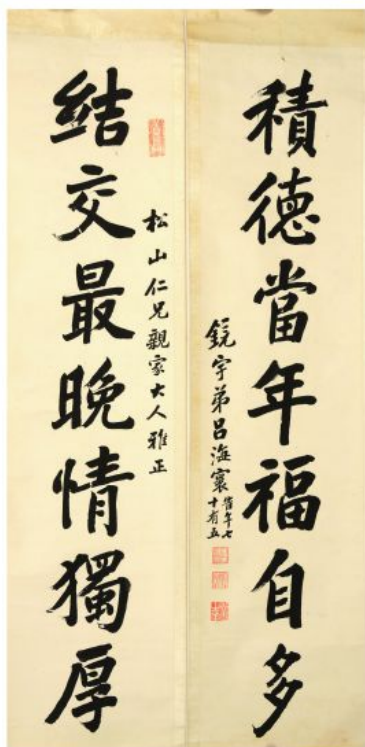 積德當年福自多
鏡宇弟呂海寰
時年七
十有五
松山仁兄親家大人雅正
結交最晚情獨厚